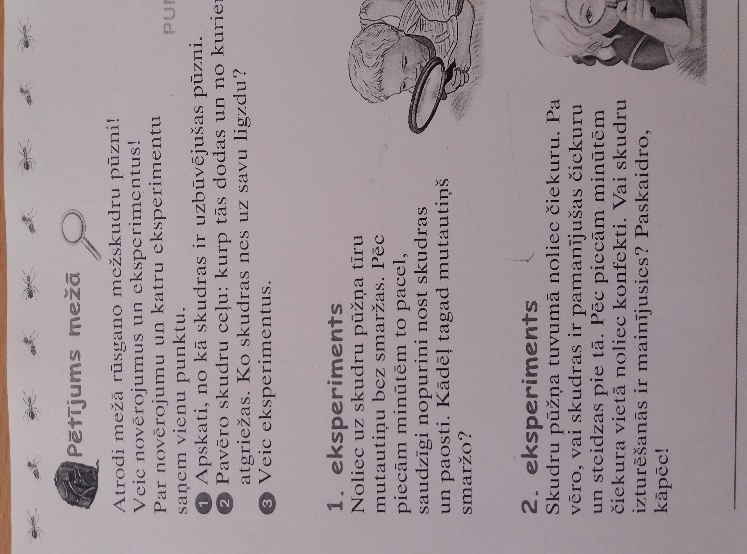 Pētījums mežā
PUN
Atrodi mežā rūsgano mežskudru pūzni!
Veic novērojumus un eksperimentus!
Par novērojumu un katru eksperimentu
saņem vienu punktu.
1 Apskati, no kā skudras ir uzbūvējušas pūzni.
2 Pavēro skudru ceļu: kurp tās dodas un no kurien
atgriežas. Ko skudras nes uz savu ligzdu?
3 Veic eksperimentus.
1. eksperiments
Noliec uz skudru pūžņa tīru
mutautiņu bez smaržas. Pēc
piecām minūtēm to pacel,
saudzīgi nopurini nost skudras
un paosti. Kādēļ tagad mutautiņš
smaržo?
2. eksperiments
Skudru pūžņa tuvumā noliec čiekuru. Pa
vēro, vai skudras ir pamanījušas čiekuru
un steidzas pie tā. Pēc piecām minūtēm
čiekura vietā noliec konfekti. Vai skudru
izturēšanās ir mainījusies? Paskaidro,
kāpēc!